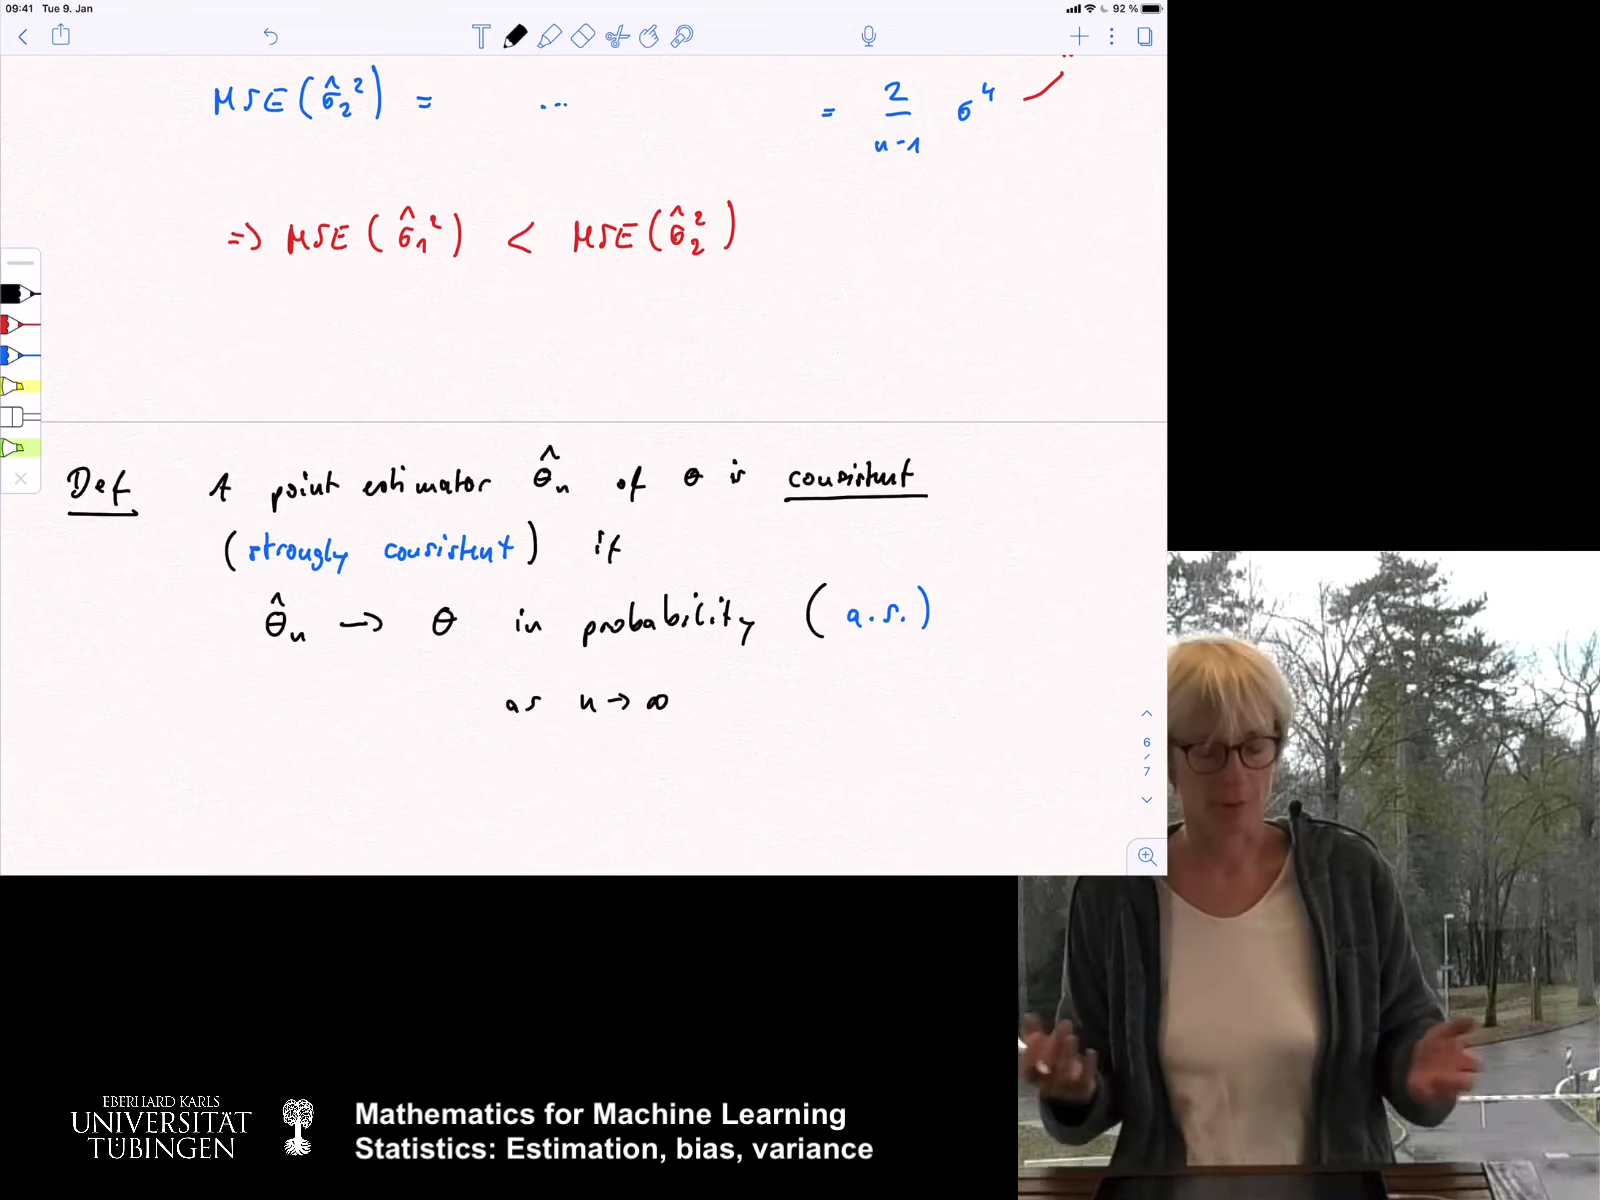 09:41 Tue 9. Jan 92 %
MSE(σ̂₂²) = ... = 2/(n-1) σ⁴
=> MSE(σ̂₁²) < MSE(σ̂₂²)
Def A point estimator θ̂ₙ of θ is consistent
(strongly consistent) if
θ̂ₙ → θ in probability (a.s.)
as n → ∞
6
/
7
EBERHARD KARLS
UNIVERSITÄT
TÜBINGEN
Mathematics for Machine Learning
Statistics: Estimation, bias, variance